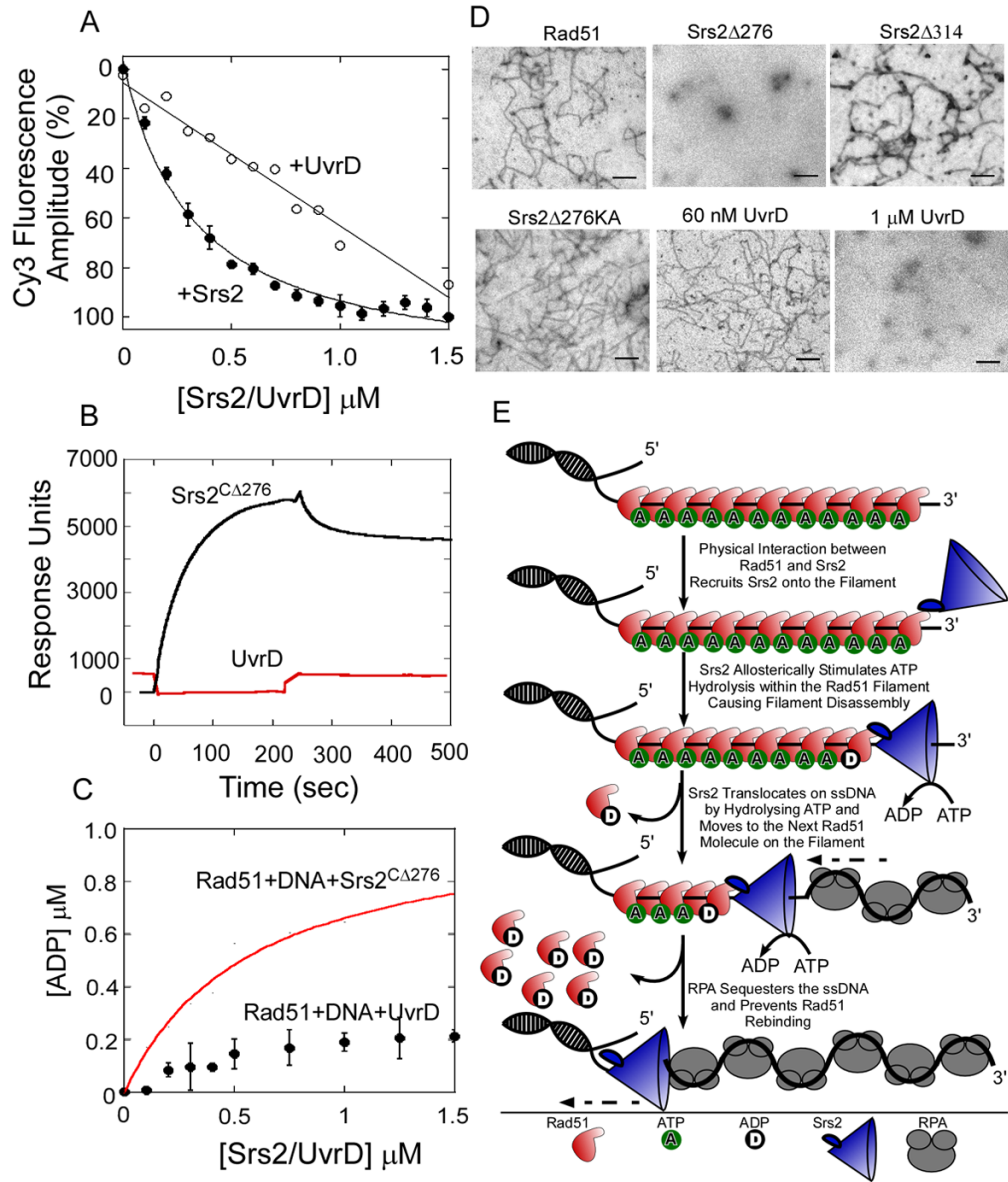 A
Cy3 Fluorescence
Amplitude (%)
0
20
40
60
80
100
+UvrD
+Srs2
0
0.5
1.0
1.5
[Srs2/UvrD] μM
B
Response Units
7000
5000
3000
1000
0
Srs2CΔ276
UvrD
0
100
200
300
400
500
Time (sec)
C
[ADP] μM
1.0
0.8
0.6
0.4
0.2
0
Rad51+DNA+Srs2CΔ276
Rad51+DNA+UvrD
0
0.5
1
1.5
[Srs2/UvrD] μM
D
Rad51
Srs2Δ276
Srs2Δ314
Srs2Δ276KA
60 nM UvrD
1 μM UvrD
E
5'
A A A A A A A A A A A A
3'
Physical Interaction between
Rad51 and Srs2
Recruits Srs2 onto the Filament
5'
A A A A A A A A A A A A
3'
Srs2 Allosterically Stimulates ATP
Hydrolysis within the Rad51 Filament
Causing Filament Disassembly
5'
A A A A A A A A A D
3'
ADP ATP
D
Srs2 Translocates on ssDNA
by Hydrolysing ATP and
Moves to the Next Rad51
Molecule on the Filament
5'
A A A D
3'
ADP ATP
D D D D D D
RPA Sequesters the ssDNA
and Prevents Rad51
Rebinding
5'
3'
Rad51
ATP
A
ADP
D
Srs2
RPA